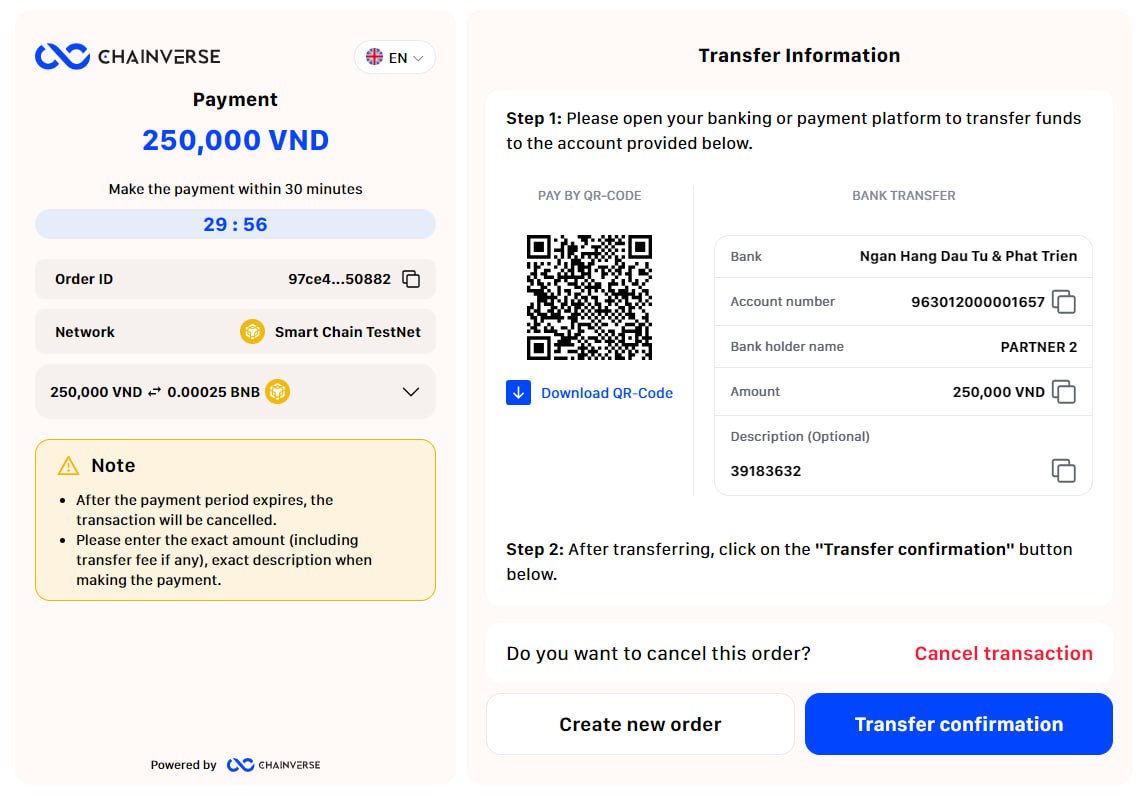 CHAINVERSE
EN
Payment
250,000 VND
Make the payment within 30 minutes
29 : 56
Order ID 97ce4...50882
Network Smart Chain TestNet
250,000 VND ⇄ 0.00025 BNB
Note
• After the payment period expires, the
transaction will be cancelled.
• Please enter the exact amount (including
transfer fee if any), exact description when
making the payment.
Powered by CHAINVERSE
Transfer Information
Step 1: Please open your banking or payment platform to transfer funds
to the account provided below.
PAY BY QR-CODE
Download QR-Code
BANK TRANSFER
Bank Ngan Hang Dau Tu & Phat Trien
Account number 963012000001657
Bank holder name PARTNER 2
Amount 250,000 VND
Description (Optional)
39183632
Step 2: After transferring, click on the "Transfer confirmation" button
below.
Do you want to cancel this order? Cancel transaction
Create new order Transfer confirmation